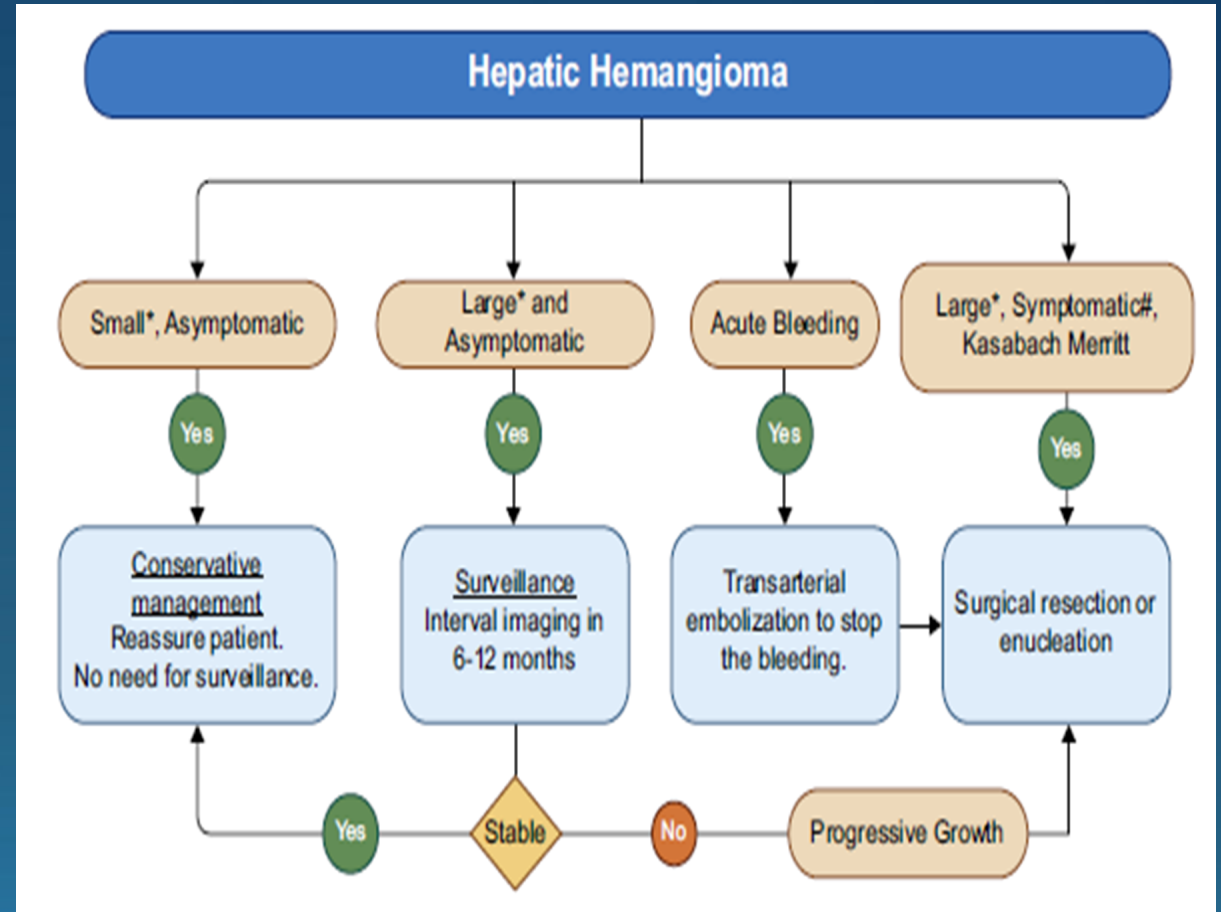 Hepatic Hemangioma
Small*, Asymptomatic
Large* and
Asymptomatic
Acute Bleeding
Large*, Symptomatic#,
Kasabach Merritt
Yes
Yes
Yes
Yes
Conservative
management
Reassure patient.
No need for surveillance.
Surveillance
Interval imaging in
6-12 months
Transarterial
embolization to stop
the bleeding.
Surgical resection or
enucleation
Yes
Stable
No
Progressive Growth